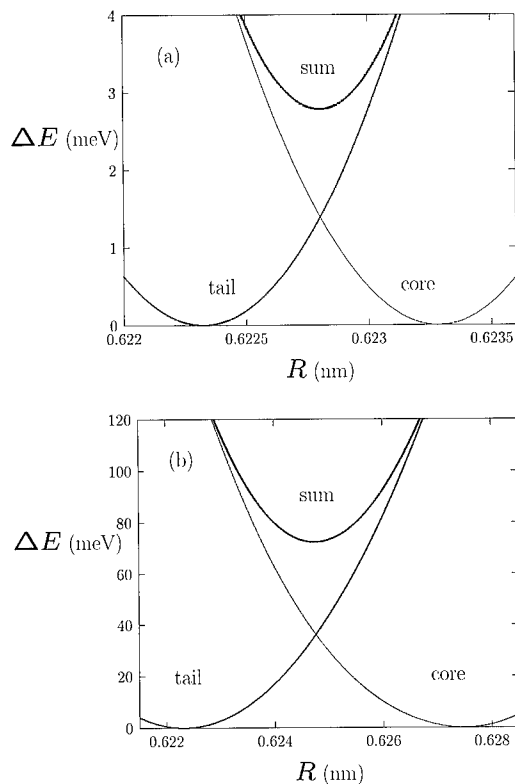 4
(a)
sum
3
ΔE (meV)
2
1
tail
core
0
0.622
0.6225
0.623
0.6235
R (nm)
120
(b)
100
sum
80
ΔE (meV)
60
40
tail
core
20
0
0.622
0.624
0.626
0.628
R (nm)